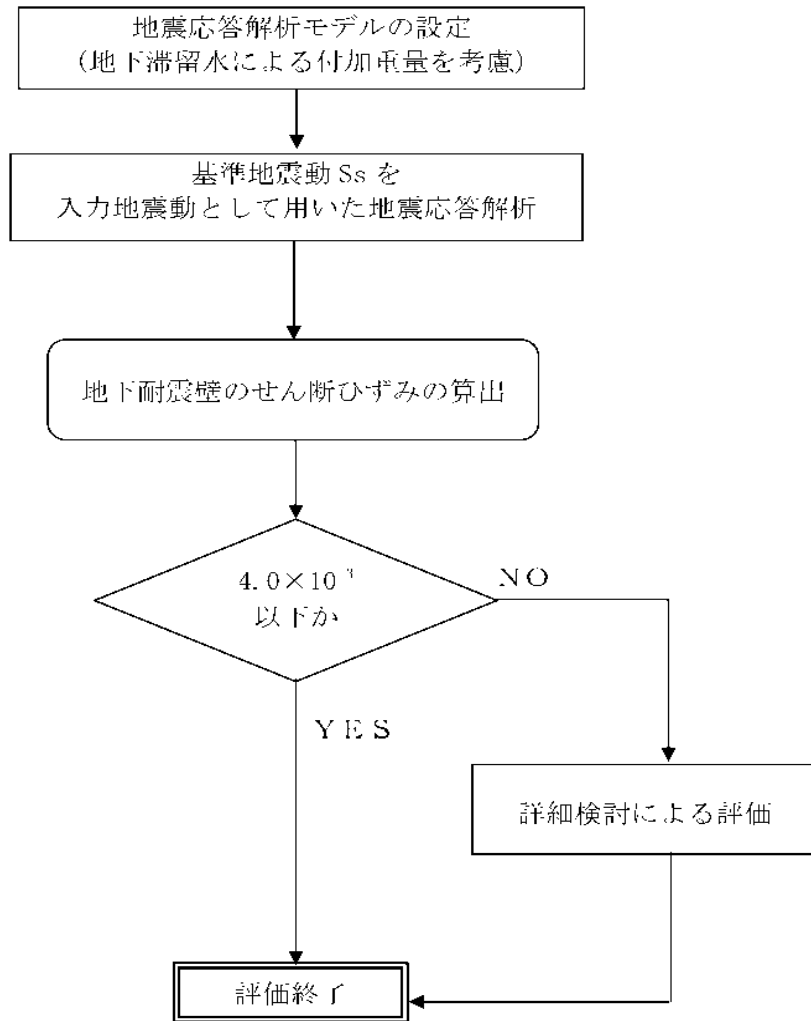 地震応答解析モデルの設定
(地下滞留水による付加重量を考慮)
基準地震動 Ss を
入力地震動として用いた地震応答解析
地下耐震壁のせん断ひずみの算出
4.0×10⁻³
以下か
NO
YES
詳細検討による評価
評価終了